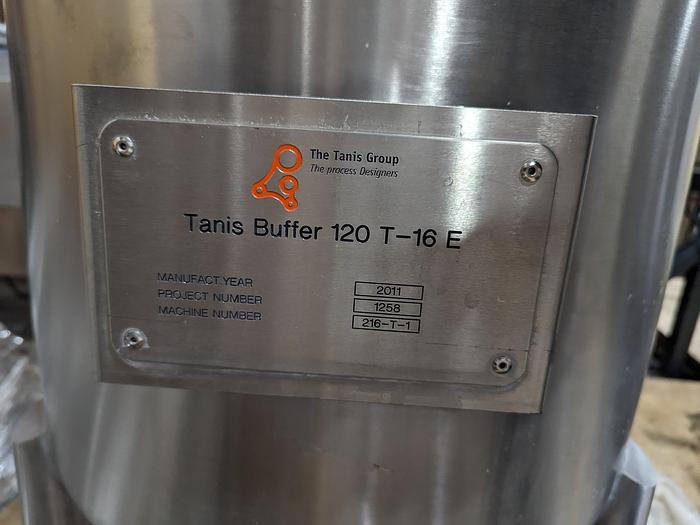 The Tanis Group
The process Designers
Tanis Buffer 120 T-16 E
MANUFACT.YEAR 2011
PROJECT NUMBER 1258
MACHINE NUMBER 216-T-1